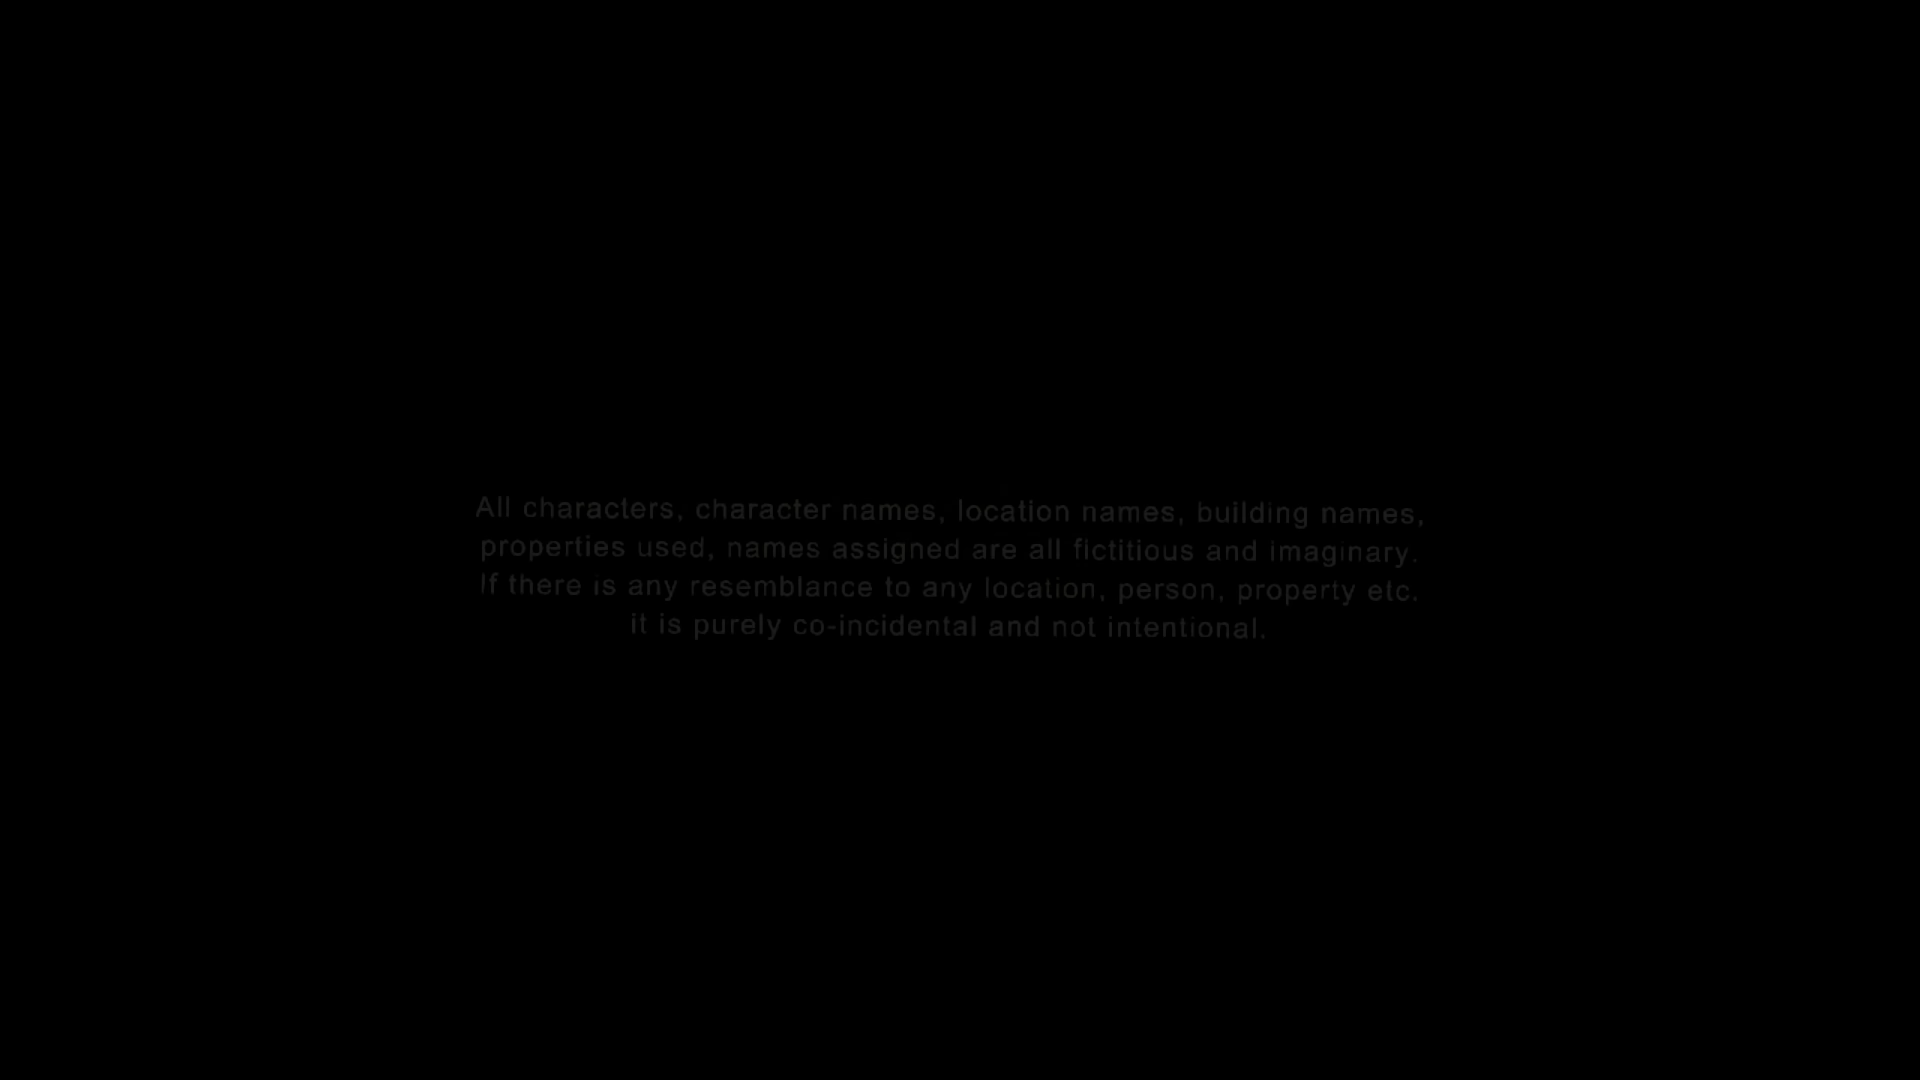 All characters, character names, location names, building names,
properties used, names assigned are all fictitious and imaginary.
If there is any resemblance to any location, person, property etc.
it is purely co-incidental and not intentional.